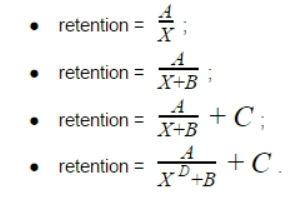 • retention = A/X ;
• retention = A/(X+B) ;
• retention = A/(X+B) + C ;
• retention = A/(X^D+B) + C .